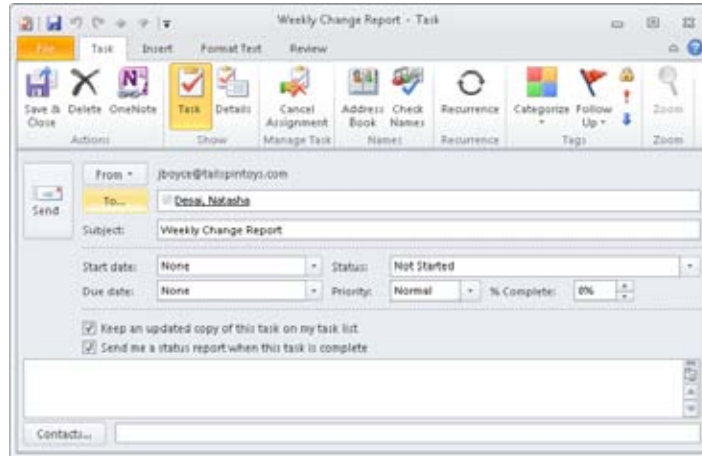 Weekly Change Report - Task
File Task Insert Format Text Review
Save & Close Delete OneNote Task Details Cancel Assignment Address Book Check Names Recurrence Categorize Follow Up Zoom
Actions Show Manage Task Names Recurrence Tags Zoom
From jboyce@tailspintoys.com
Send
To... Desai, Natasha
Subject: Weekly Change Report
Start date: None Status: Not Started
Due date: None Priority: Normal % Complete: 0%
Keep an updated copy of this task on my task list
Send me a status report when this task is complete
Contacts...